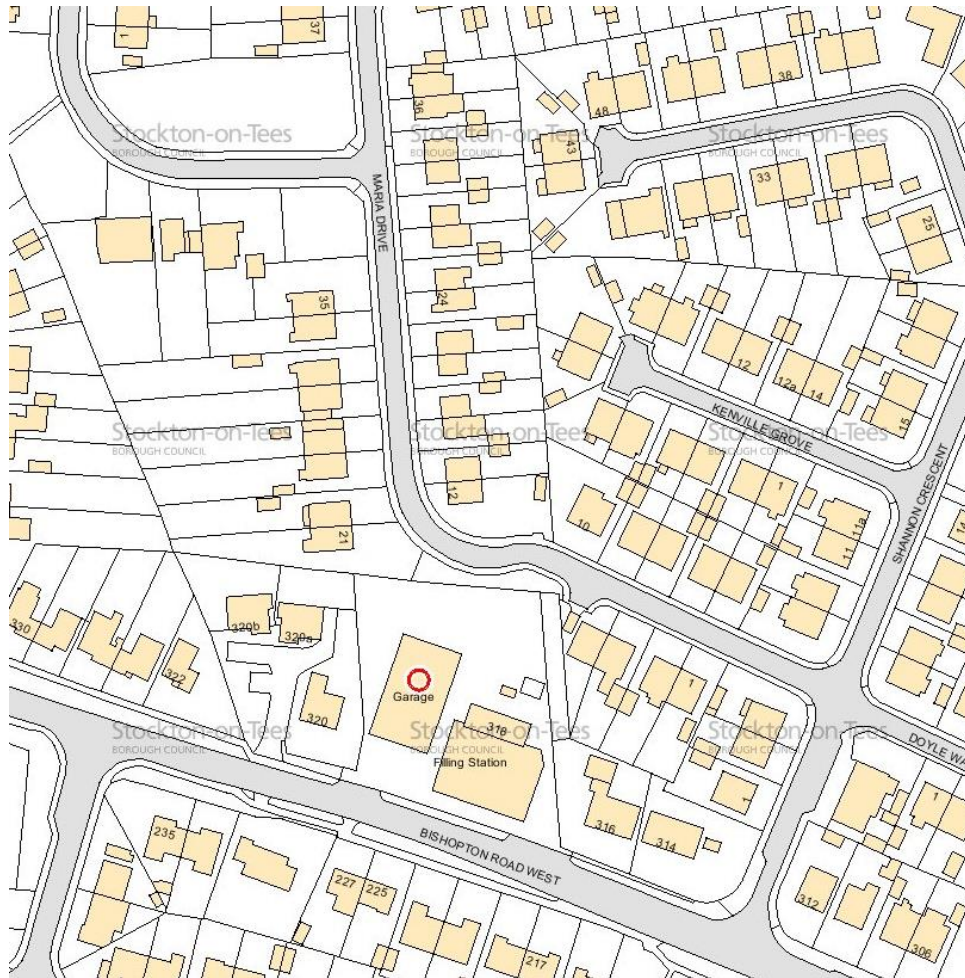 1
37
36
48
38
Stockton-on-Tees
BOROUGH COUNCIL
Stockton-on-Tees
BOROUGH COUNCIL
Stockton-on-Tees
BOROUGH COUNCIL
43
33
MARIA DRIVE
25
35
24
12
12a
14
15
KENVILLE GROVE
Stockton-on-Tees
BOROUGH COUNCIL
Stockton-on-Tees
BOROUGH COUNCIL
Stockton-on-Tees
BOROUGH COUNCIL
SHANNON CRESCENT
12
1
10
11
11a
14
21
330
320b
320a
322
320
Garage
1
318
Stockton-on-Tees
BOROUGH COUNCIL
Stockton-on-Tees
BOROUGH COUNCIL
Stockton-on-Tees
BOROUGH COUNCIL
DOYLE WA
Filling Station
1
1
316
314
235
BISHOPTON ROAD WEST
227
225
312
306
217